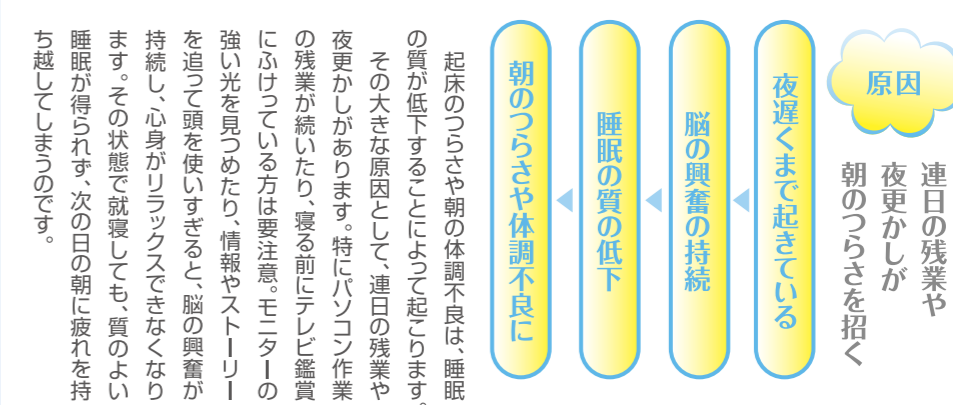 原因
連日の残業や
夜更かしが
朝のつらさを招く
夜遅くまで起きている
脳の興奮の持続
睡眠の質の低下
朝のつらさや体調不良に
起床のつらさや朝の体調不良は、睡眠
の質が低下することによって起こります。
その大きな原因として、連日の残業や
夜更かしがあります。特にパソコン作業
の残業が続いたり、寝る前にテレビ鑑賞
にふけっている方は要注意。モニターの
強い光を見つめたり、情報やストーリー
を追って頭を使いすぎると、脳の興奮が
持続し、心身がリラックスできなくなり
ます。その状態で就寝しても、質のよい
睡眠が得られず、次の日の朝に疲れを持
ち越してしまうのです。